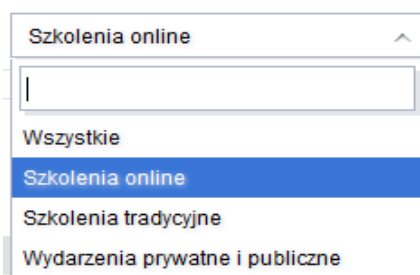 Szkolenia online
Wszystkie
Szkolenia online
Szkolenia tradycyjne
Wydarzenia prywatne i publiczne